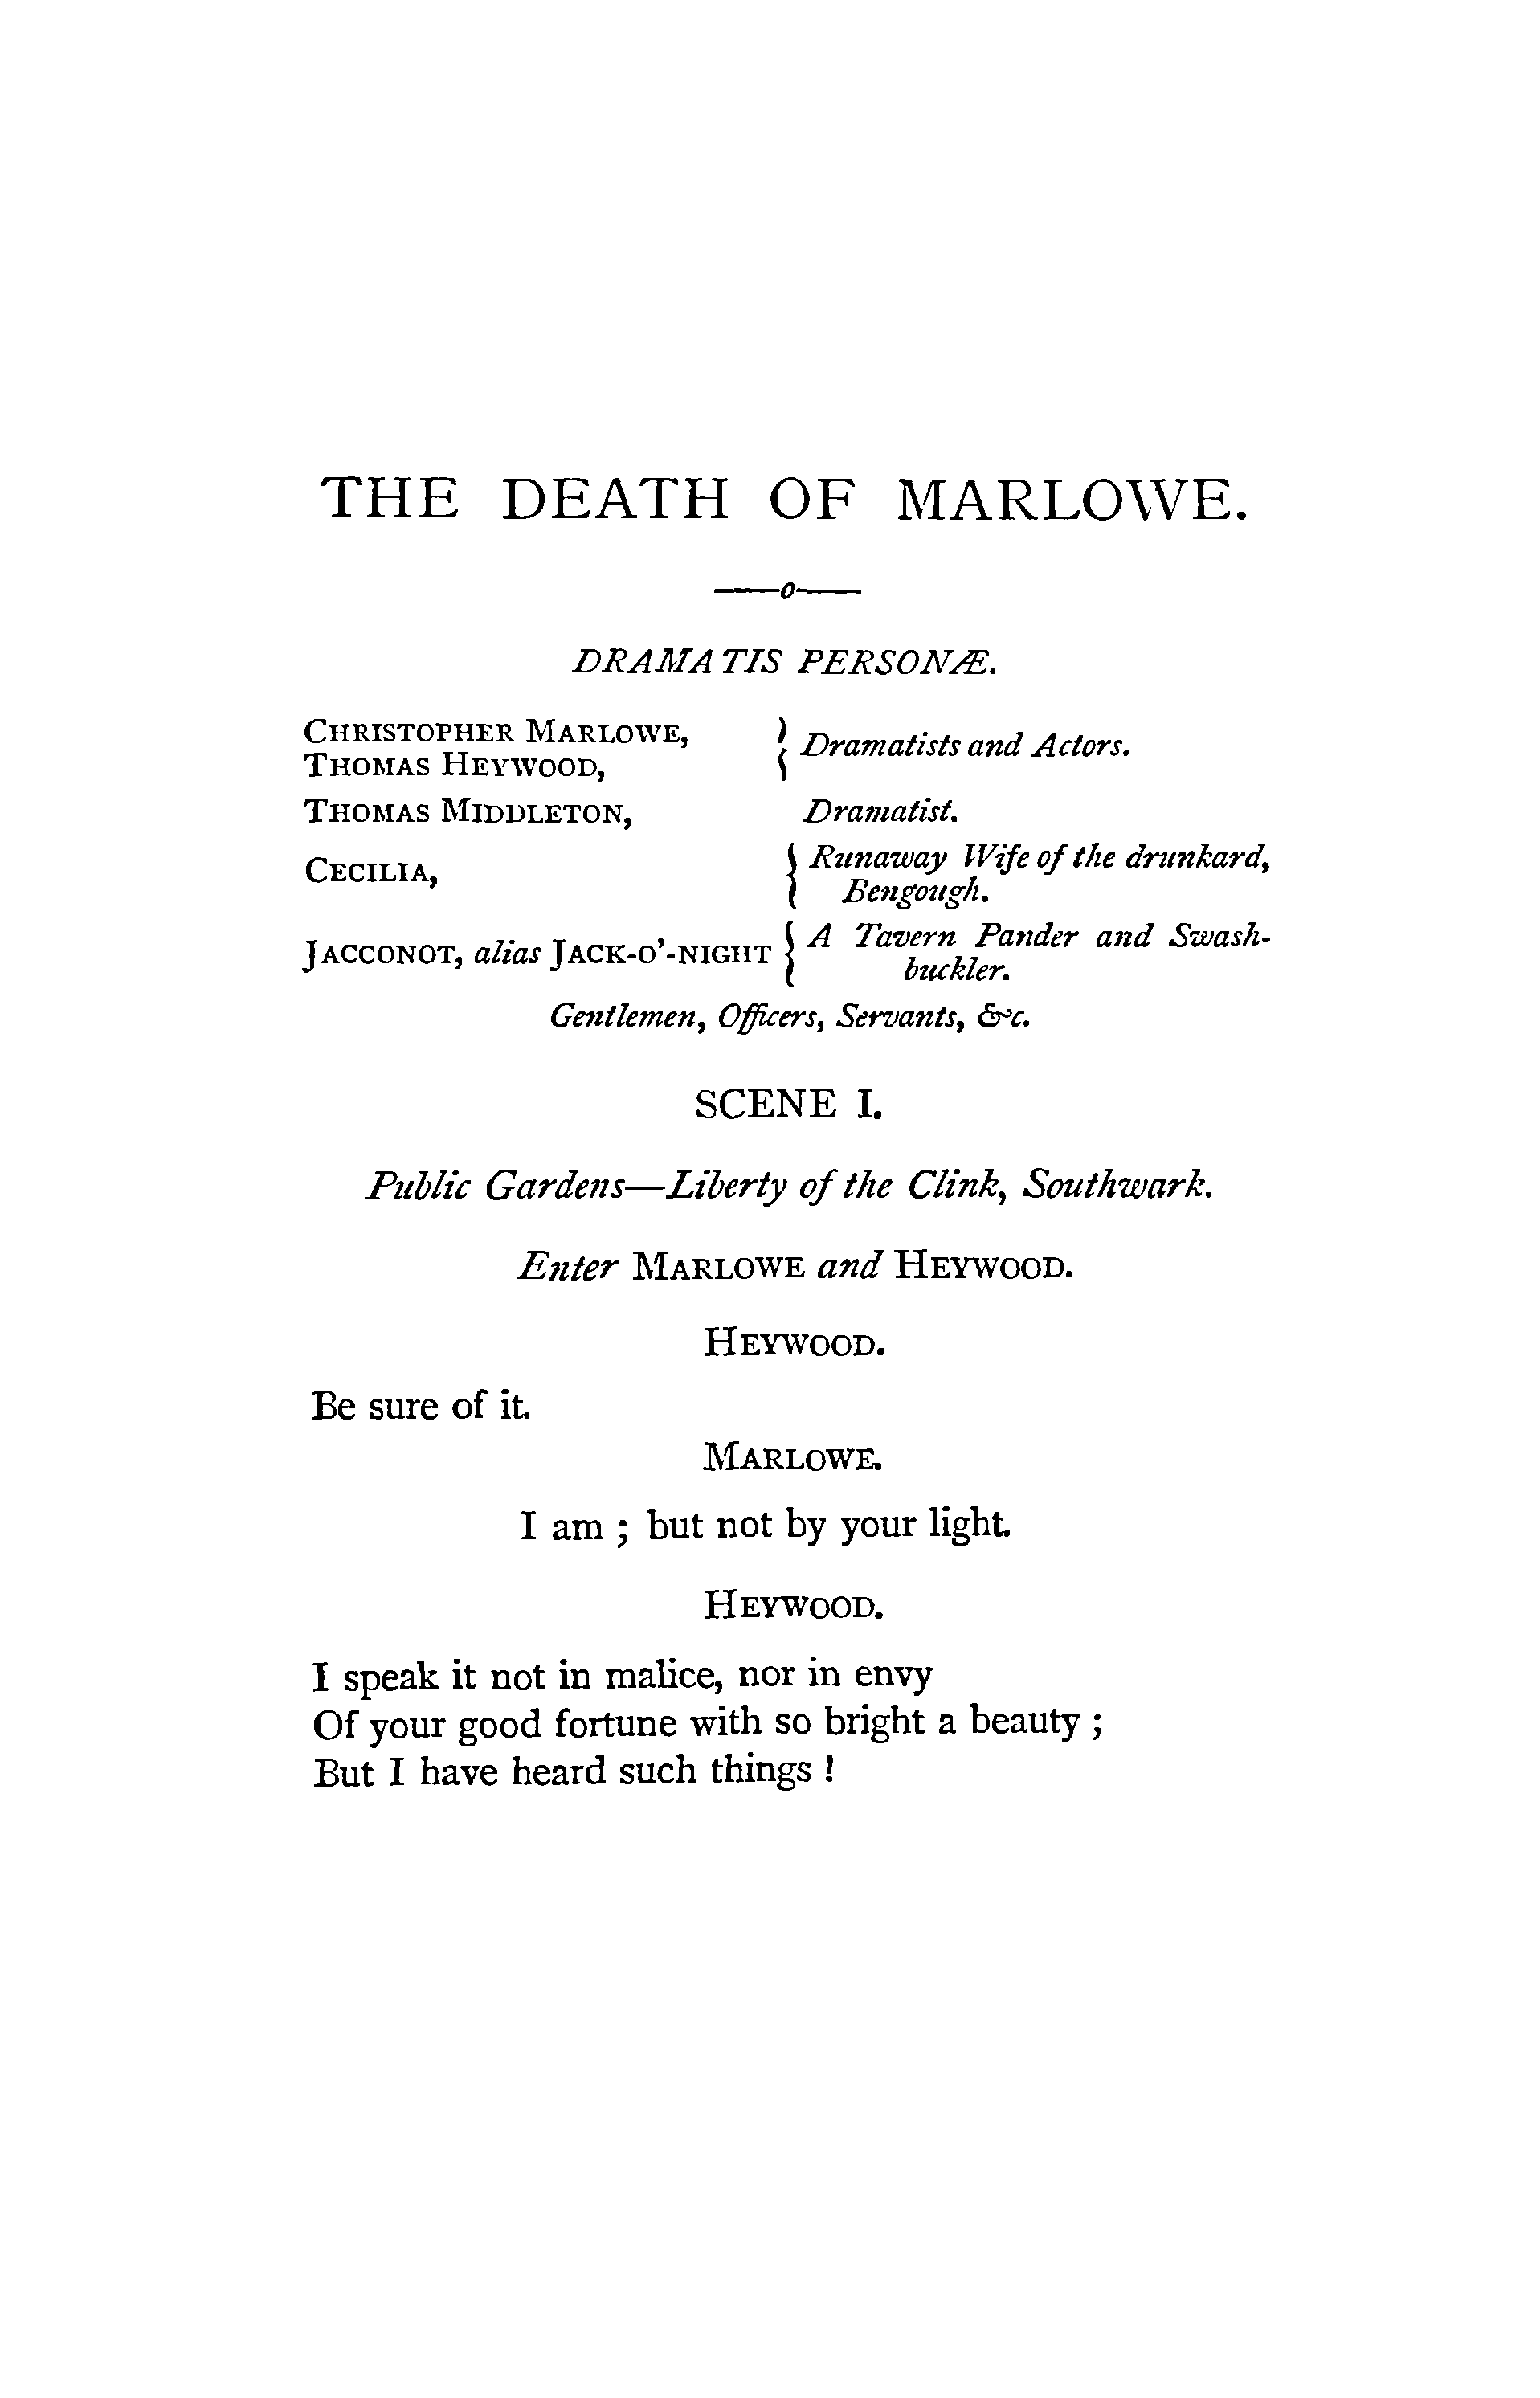 THE DEATH OF MARLOWE.
DRAMATIS PERSONÆ.
CHRISTOPHER MARLOWE,
THOMAS HEYWOOD,
Dramatists and Actors.
THOMAS MIDDLETON, Dramatist.
CECILIA,
Runaway Wife of the drunkard,
Bengough.
JACCONOT, alias JACK-O'-NIGHT
A Tavern Pander and Swash-
buckler.
Gentlemen, Officers, Servants, &c.
SCENE I.
Public Gardens—Liberty of the Clink, Southwark.
Enter MARLOWE and HEYWOOD.
HEYWOOD.
Be sure of it.
MARLOWE.
I am ; but not by your light.
HEYWOOD.
I speak it not in malice, nor in envy
Of your good fortune with so bright a beauty ;
But I have heard such things !